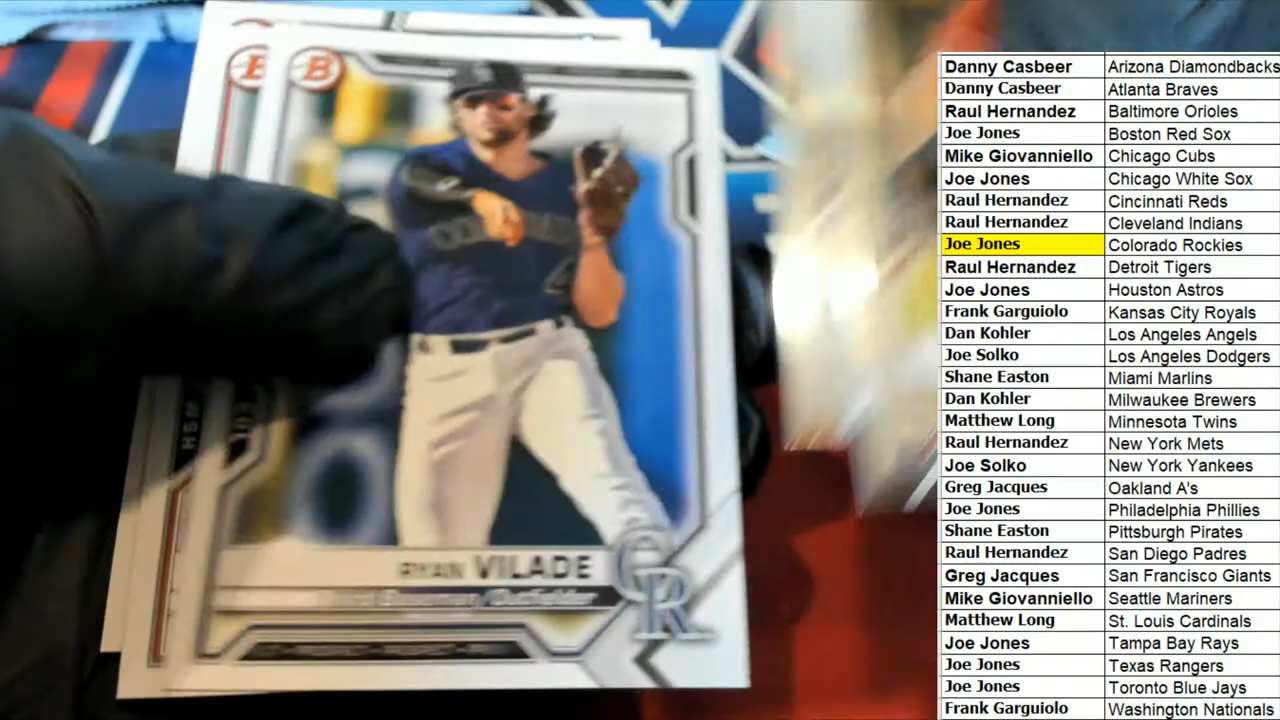 B
B
RYAN VILADE
Outfielder
CR
Danny Casbeer Arizona Diamondbacks
Danny Casbeer Atlanta Braves
Raul Hernandez Baltimore Orioles
Joe Jones Boston Red Sox
Mike Giovanniello Chicago Cubs
Joe Jones Chicago White Sox
Raul Hernandez Cincinnati Reds
Raul Hernandez Cleveland Indians
Joe Jones Colorado Rockies
Raul Hernandez Detroit Tigers
Joe Jones Houston Astros
Frank Garguiolo Kansas City Royals
Dan Kohler Los Angeles Angels
Joe Solko Los Angeles Dodgers
Shane Easton Miami Marlins
Dan Kohler Milwaukee Brewers
Matthew Long Minnesota Twins
Raul Hernandez New York Mets
Joe Solko New York Yankees
Greg Jacques Oakland A's
Joe Jones Philadelphia Phillies
Shane Easton Pittsburgh Pirates
Raul Hernandez San Diego Padres
Greg Jacques San Francisco Giants
Mike Giovanniello Seattle Mariners
Matthew Long St. Louis Cardinals
Joe Jones Tampa Bay Rays
Joe Jones Texas Rangers
Joe Jones Toronto Blue Jays
Frank Garguiolo Washington Nationals